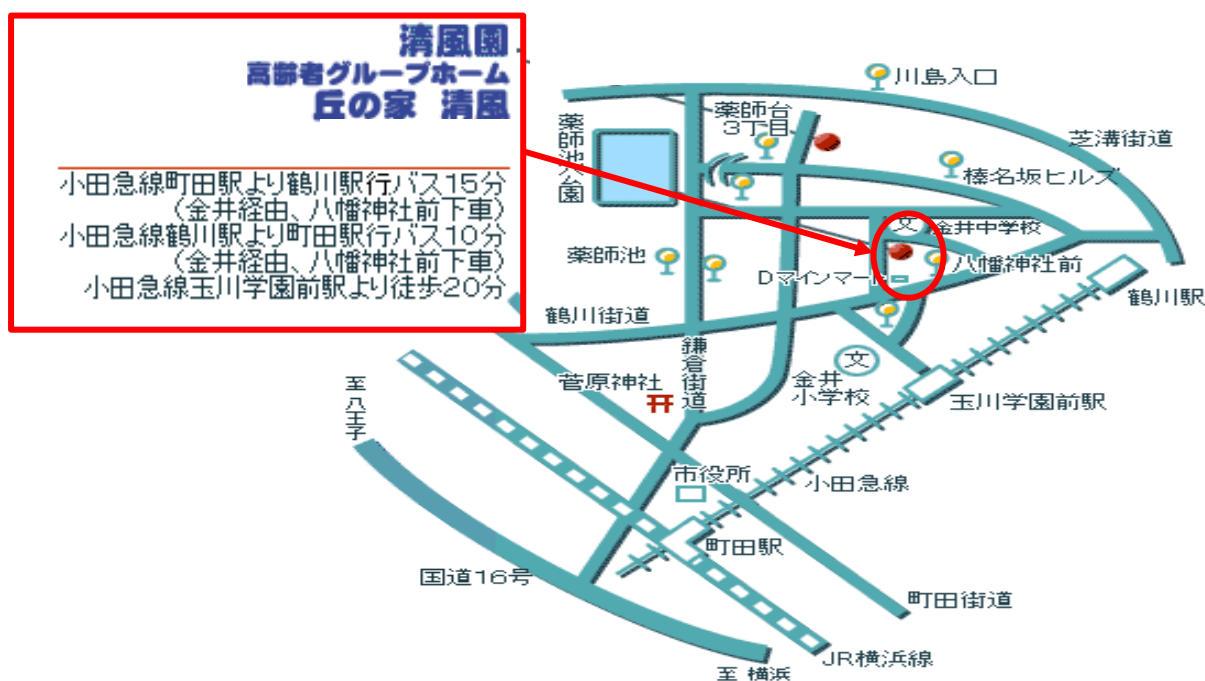 清風園
高齢者グループホーム
丘の家 清風
小田急線町田駅より鶴川駅行バス15分
(金井経由、八幡神社前下車)
小田急線鶴川駅より町田駅行バス10分
(金井経由、八幡神社前下車)
小田急線玉川学園前駅より徒歩20分
川島入口
薬師台
3丁目
薬師池公園
芝溝街道
榛名坂ヒルズ
文
金井中学校
薬師池
八幡神社前
Dマインマート
鶴川駅
鶴川街道
鎌倉街道
文
金井
小学校
菅原神社
玉川学園前駅
至八王子
市役所
小田急線
町田駅
国道16号
町田街道
JR横浜線
至 横浜